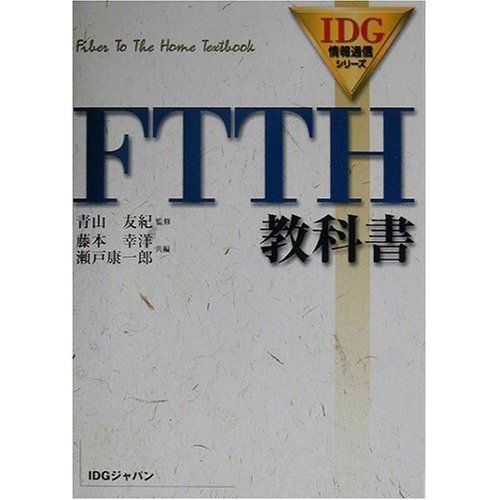 Fiber To The Home Textbook
IDG
情報通信
シリーズ
FTTH
教科書
青山 友紀 監修
藤本 幸洋
瀬戸康一郎 共編
IDGジャパン